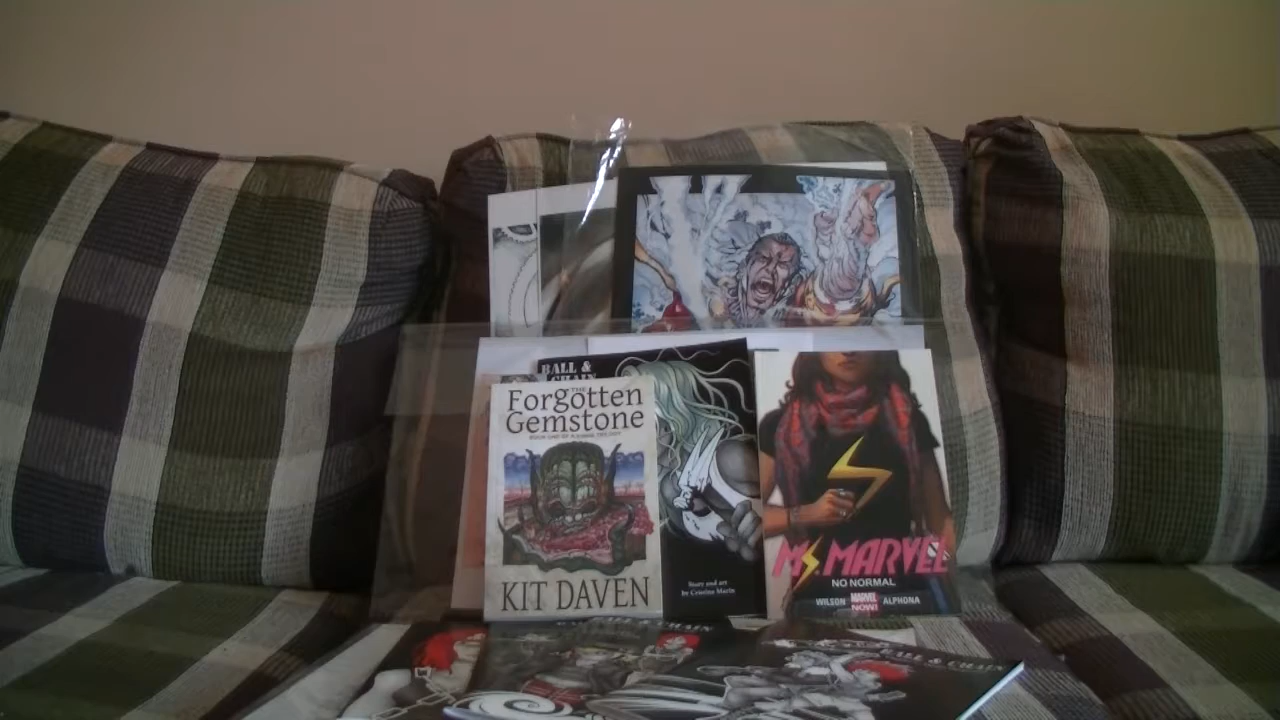 BALL &
CHAIN
THE
Forgotten
Gemstone
KIT DAVEN
Story and art
by Cristina Marin
MS. MARVEL
NO NORMAL
WILSON MARVEL NOW! ALPHONA